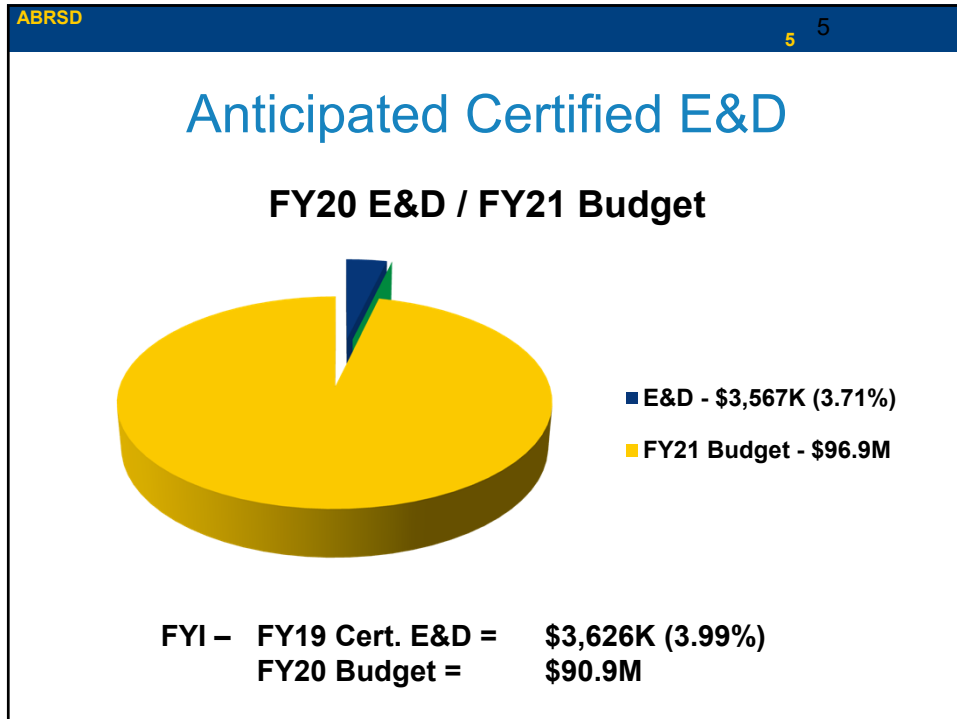 ABRSD
5
5
Anticipated Certified E&D
FY20 E&D / FY21 Budget
E&D - $3,567K (3.71%)
FY21 Budget - $96.9M
FYI – FY19 Cert. E&D = $3,626K (3.99%)
FY20 Budget = $90.9M